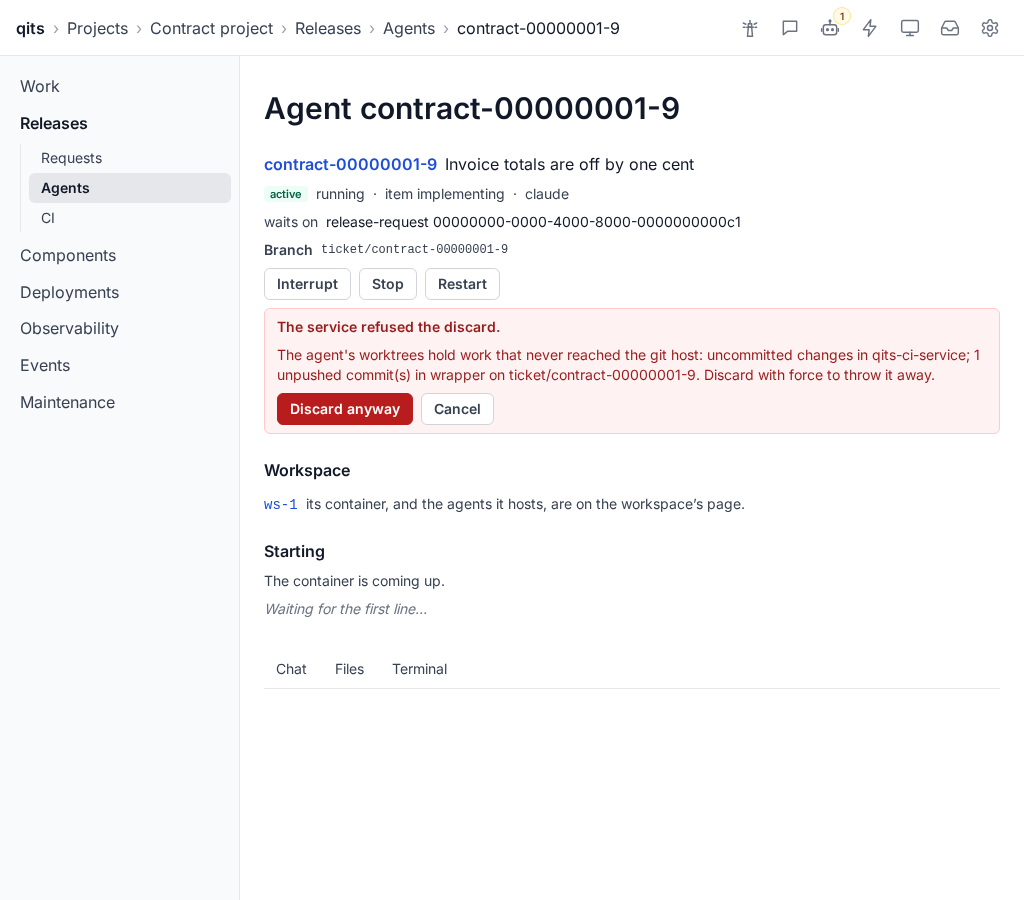 qits › Projects › Contract project › Releases › Agents › contract-00000001-9
1
Work
Releases
Requests
Agents
CI
Components
Deployments
Observability
Events
Maintenance
Agent contract-00000001-9
contract-00000001-9 Invoice totals are off by one cent
active running · item implementing · claude
waits on release-request 00000000-0000-4000-8000-0000000000c1
Branch ticket/contract-00000001-9
Interrupt Stop Restart
The service refused the discard.
The agent's worktrees hold work that never reached the git host: uncommitted changes in qits-ci-service; 1
unpushed commit(s) in wrapper on ticket/contract-00000001-9. Discard with force to throw it away.
Discard anyway Cancel
Workspace
ws-1 its container, and the agents it hosts, are on the workspace’s page.
Starting
The container is coming up.
Waiting for the first line…
Chat Files Terminal